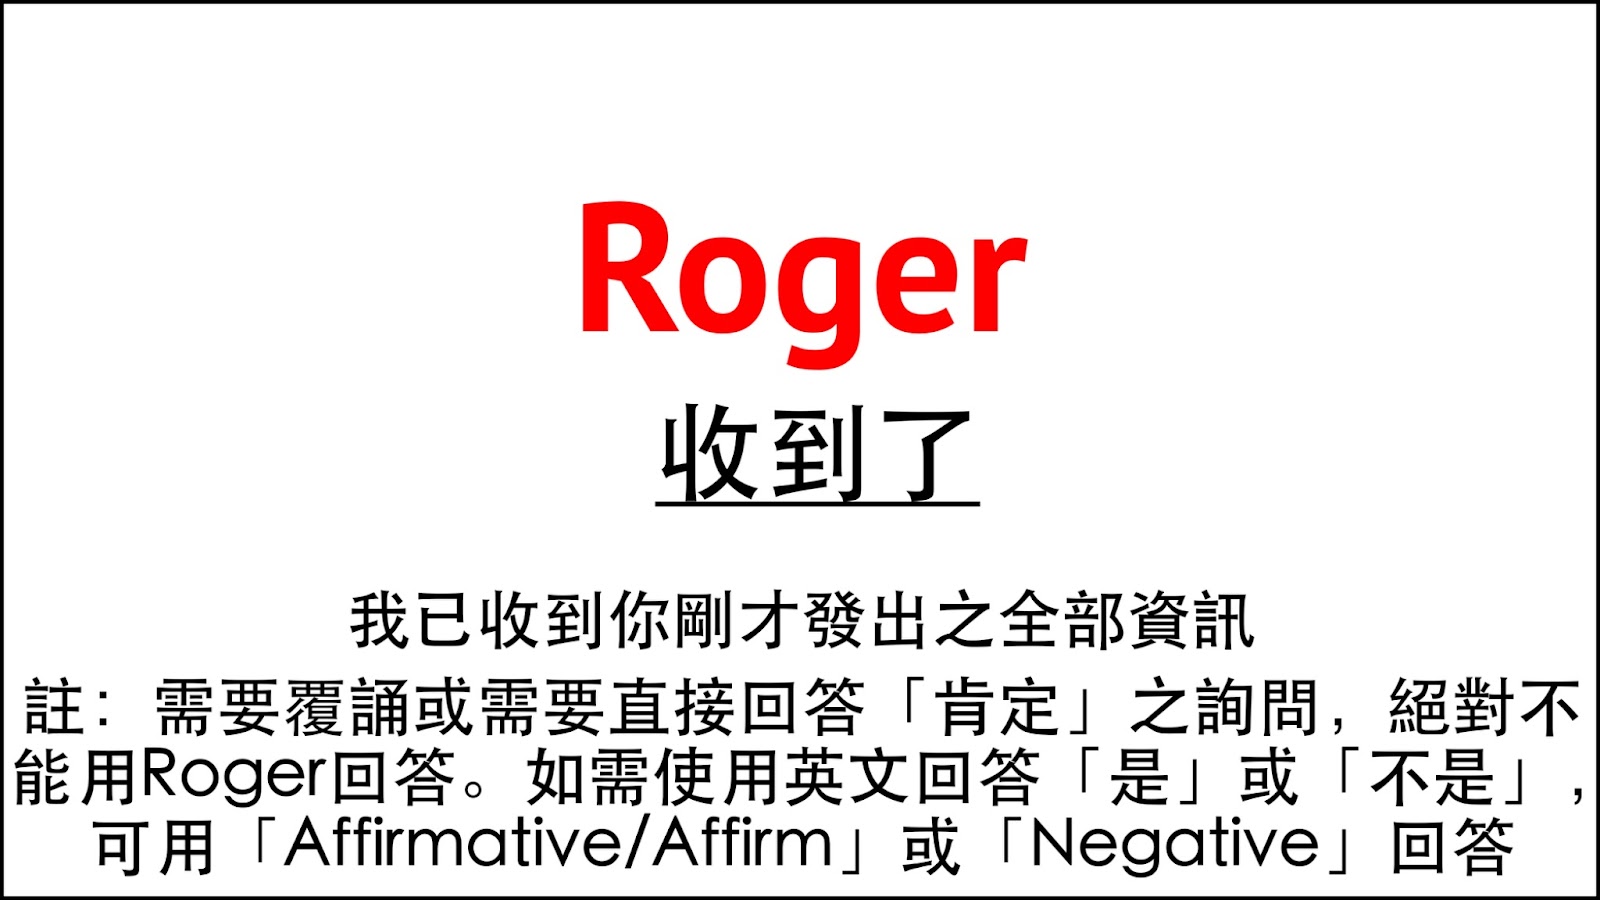 Roger
收到了
我已收到你剛才發出之全部資訊
註：需要覆誦或需要直接回答「肯定」之詢問，絕對不
能用Roger回答。如需使用英文回答「是」或「不是」，
可用「Affirmative/Affirm」或「Negative」回答